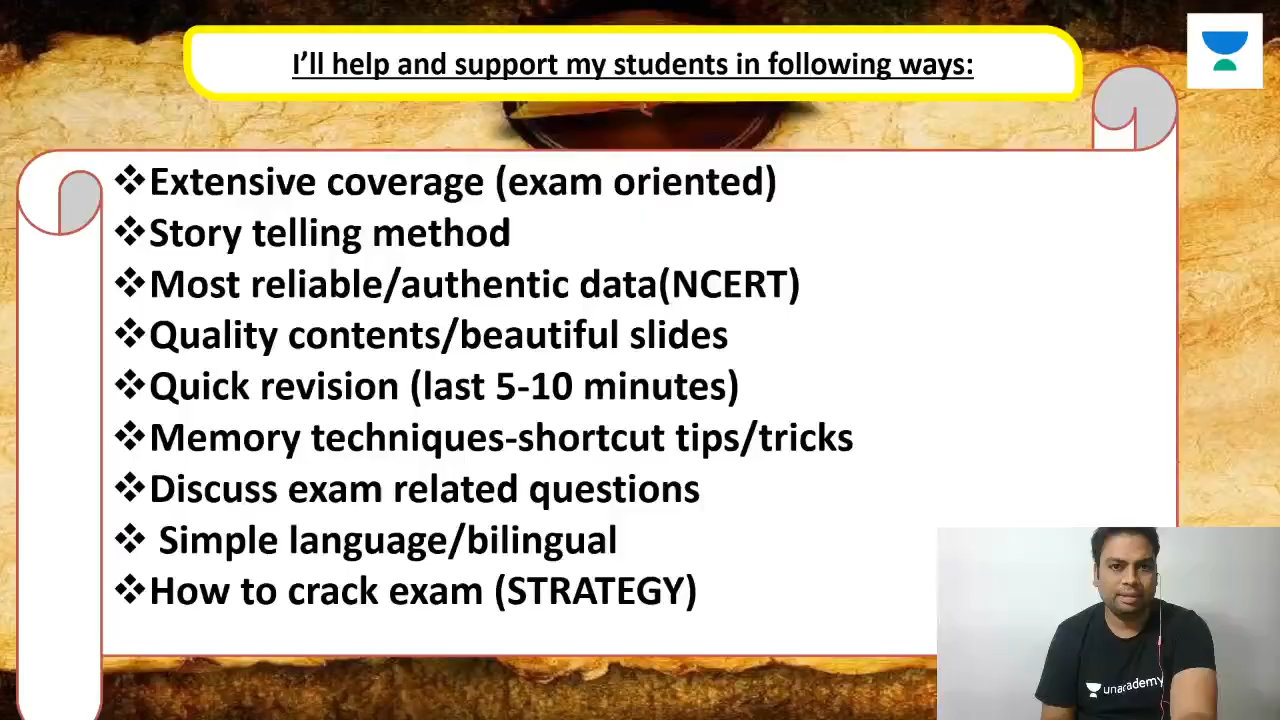 I'll help and support my students in following ways:
❖Extensive coverage (exam oriented)
❖Story telling method
❖Most reliable/authentic data(NCERT)
❖Quality contents/beautiful slides
❖Quick revision (last 5-10 minutes)
❖Memory techniques-shortcut tips/tricks
❖Discuss exam related questions
❖ Simple language/bilingual
❖How to crack exam (STRATEGY)
unacademy